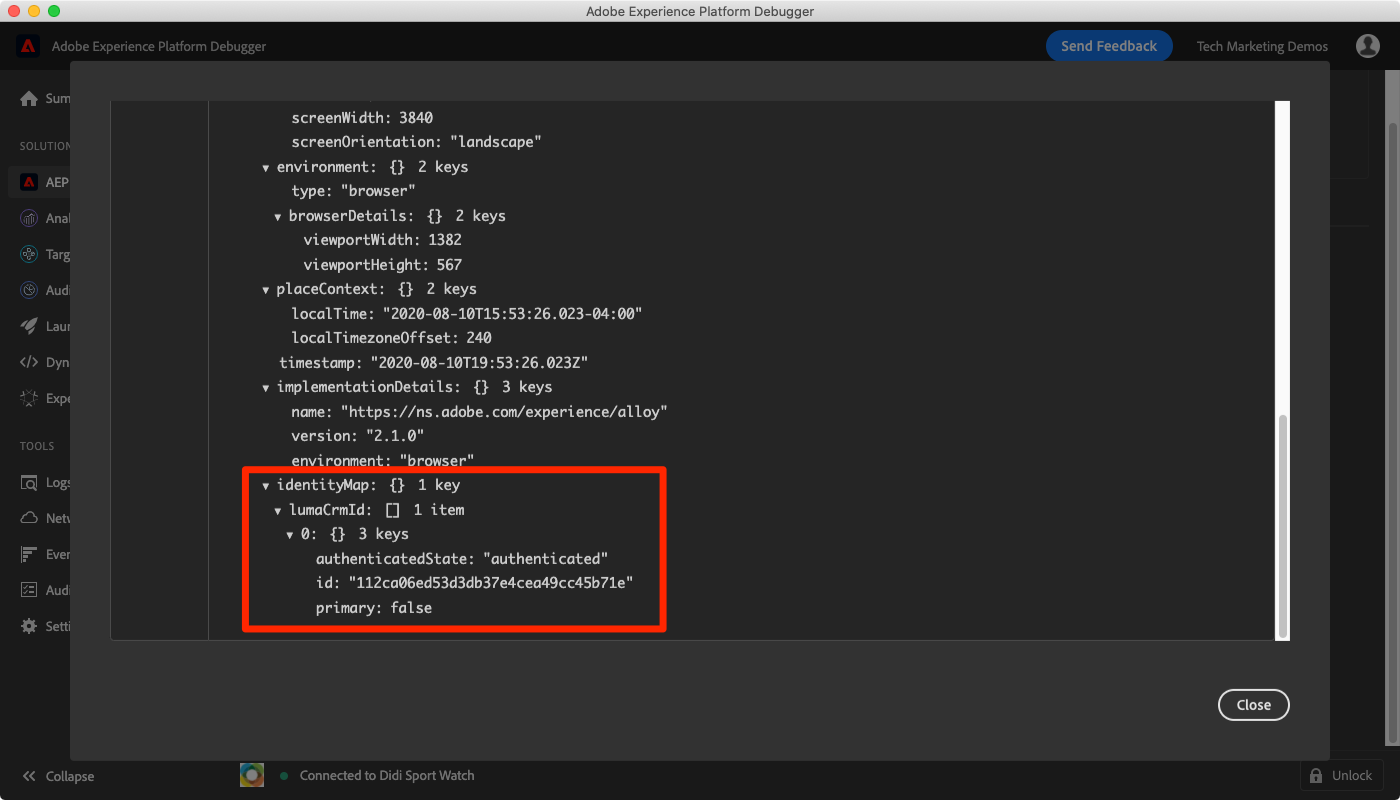 Adobe Experience Platform Debugger
Adobe Experience Platform Debugger
Send Feedback
Tech Marketing Demos
Sum
SOLUTION
AEP
Anal
Targ
Audi
Laun
Dyn
Expe
TOOLS
Logs
Netw
Even
Audi
Setti
screenWidth: 3840
screenOrientation: "landscape"
▼ environment: {} 2 keys
type: "browser"
▼ browserDetails: {} 2 keys
viewportWidth: 1382
viewportHeight: 567
▼ placeContext: {} 2 keys
localTime: "2020-08-10T15:53:26.023-04:00"
localTimezoneOffset: 240
timestamp: "2020-08-10T19:53:26.023Z"
▼ implementationDetails: {} 3 keys
name: "https://ns.adobe.com/experience/alloy"
version: "2.1.0"
environment: "browser"
▼ identityMap: {} 1 key
▼ lumaCrmId: [] 1 item
▼ 0: {} 3 keys
authenticatedState: "authenticated"
id: "112ca06ed53d3db37e4cea49cc45b71e"
primary: false
Close
Collapse
Connected to Didi Sport Watch
Unlock